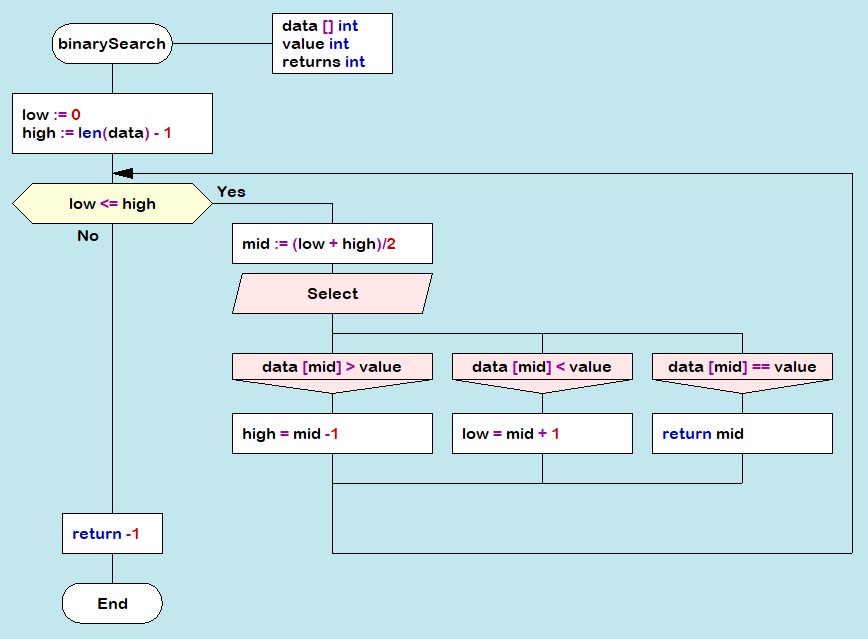 binarySearch
data [] int
value int
returns int
low := 0
high := len(data) - 1
low <= high
Yes
No
mid := (low + high)/2
Select
data [mid] > value
data [mid] < value
data [mid] == value
high = mid -1
low = mid + 1
return mid
return -1
End